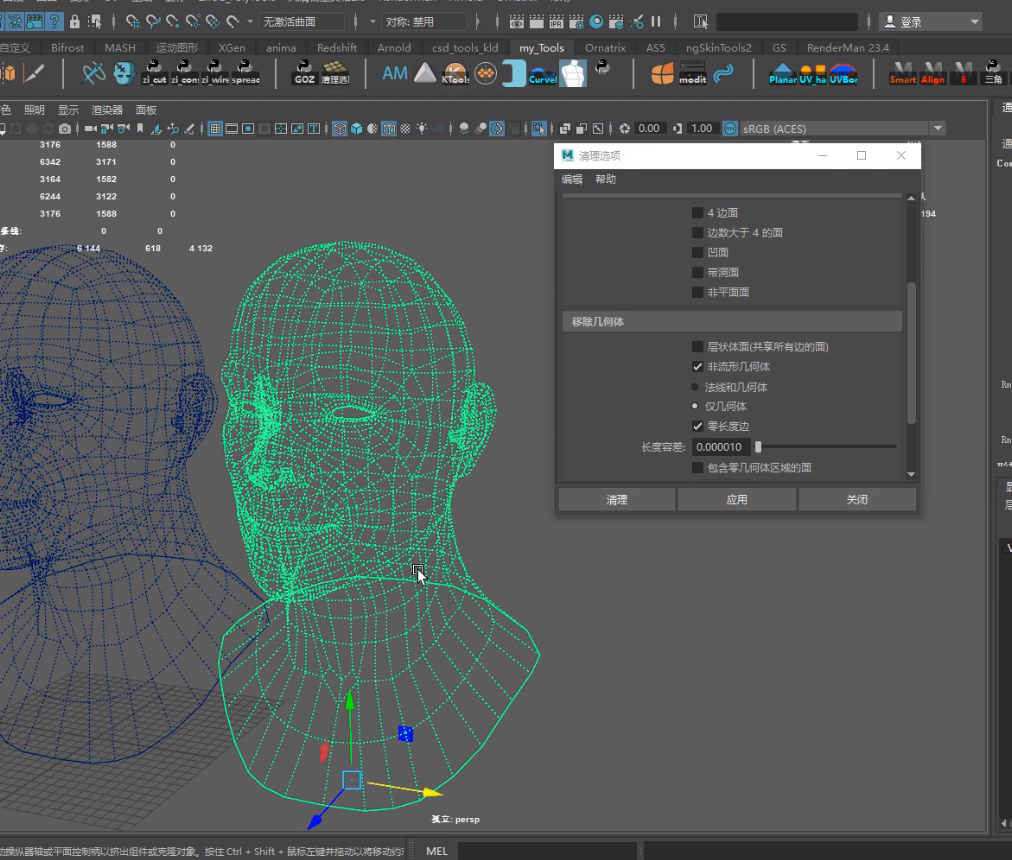 无激活曲面
对称: 禁用
登录
自定义 Bifrost MASH 运动图形 XGen anima Redshift Arnold csd_tools_kld my_Tools Ornatrix AS5 ngSkinTools2 GS RenderMan 23.4
zi_cut zi_con zi_wire spread GOZ 清理选 AM KTools Curvel modit Planar UV_ha UVBor Smart Align S 三角
色 照明 显示 渲染器 面板
0.00 1.00 sRGB (ACES)
3176 1588 0
6342 3171 0
3164 1582 0
6244 3122 0
3176 1588 0
条线: 0 0
存: 6 144 618 4 132
194
清理选项
编辑 帮助
4 边面
边数大于 4 的面
凹面
带洞面
非平面面
移除几何体
层状体面(共享所有边的面)
非流形几何体
法线和几何体
仅几何体
零长度边
长度容差: 0.000010
包含零几何体区域的面
清理 应用 关闭
孤立: persp
动操纵器轴或平面控制柄以挤出组件或克隆对象。按住 Ctrl + Shift + 鼠标左键并拖动以将移动约
MEL